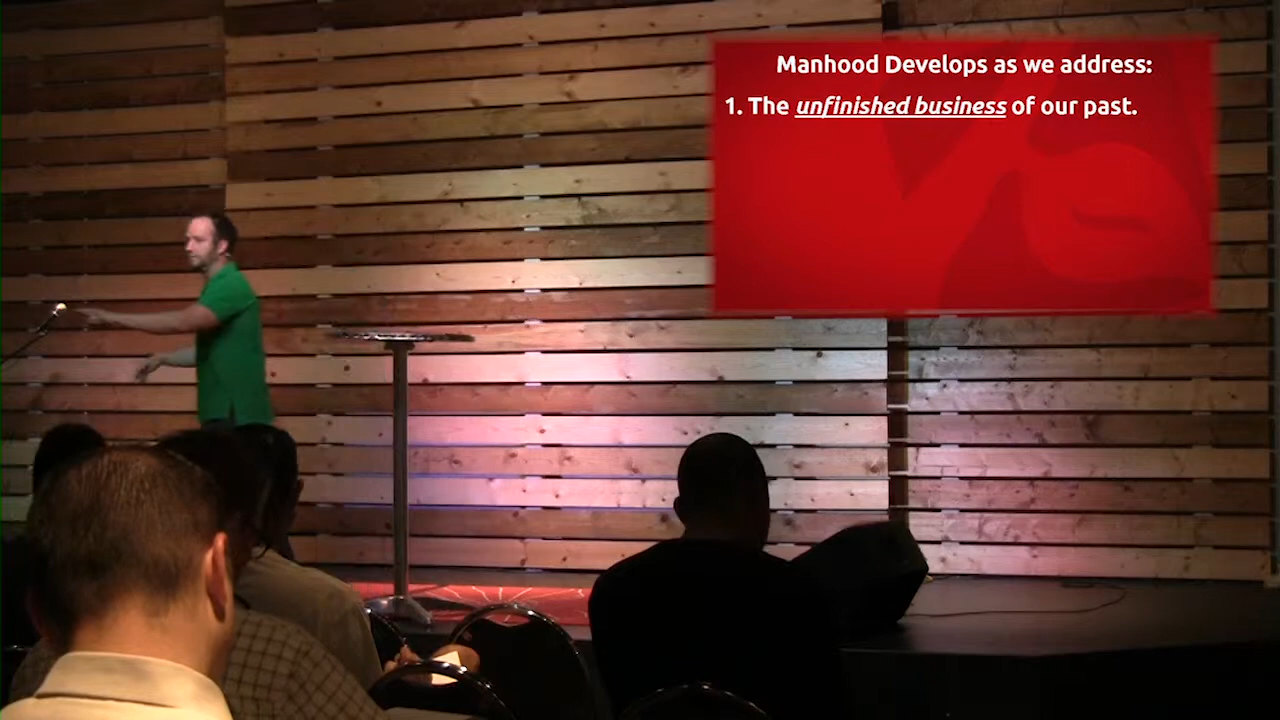 Manhood Develops as we address:
1. The unfinished business of our past.